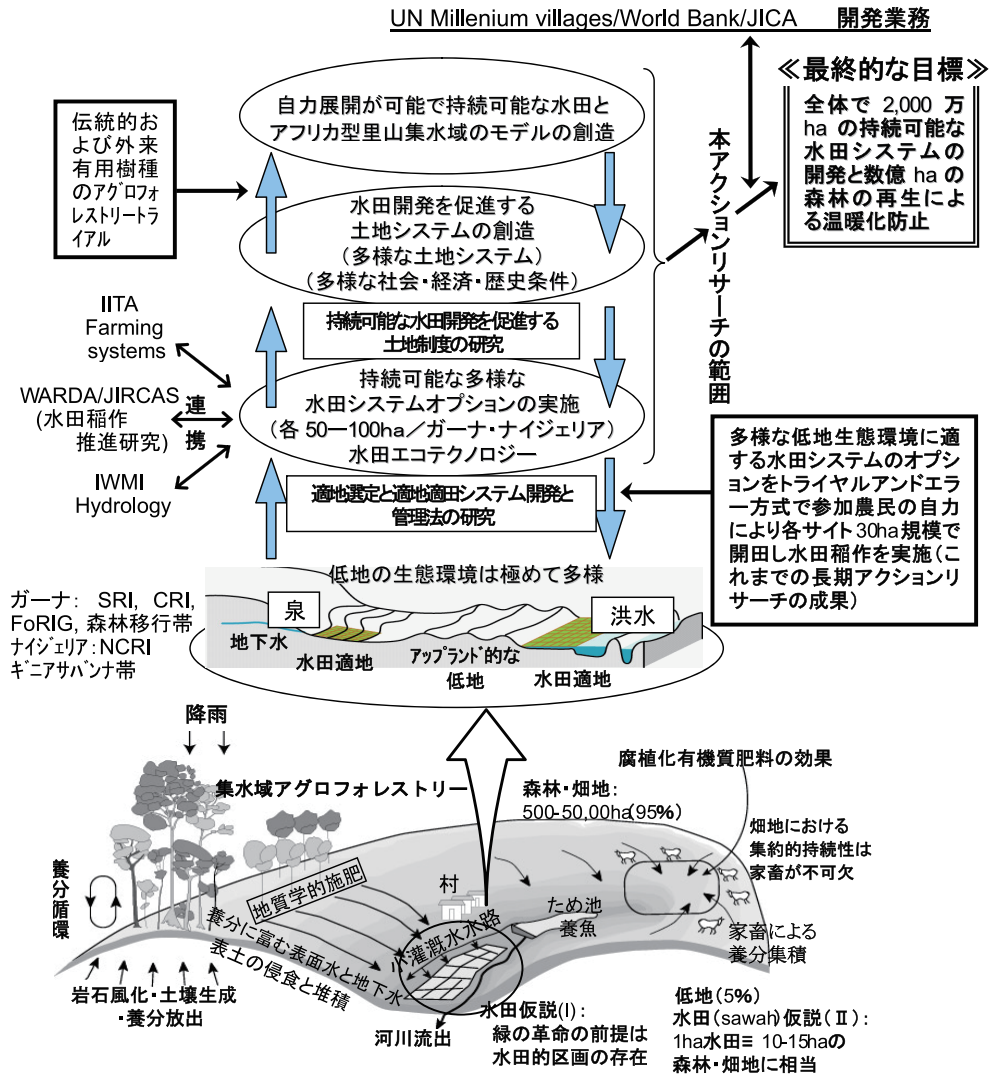 UN Millenium villages/World Bank/JICA 開発業務
≪最終的な目標≫
全体で 2,000 万
ha の持続可能な
水田システムの
開発と数億 ha の
森林の再生によ
る温暖化防止
自力展開が可能で持続可能な水田と
アフリカ型里山集水域のモデルの創造
伝統的お
よび外来
有用樹種
のアグロフォ
レストリートラ
イアル
本アクションリサーチの範囲
水田開発を促進する
土地システムの創造
(多様な土地システム)
(多様な社会・経済・歴史条件)
持続可能な水田開発を促進する
土地制度の研究
IITA
Farming
systems
WARDA/JIRCAS
(水田稲作
推進研究)
連
携
IWMI
Hydrology
持続可能な多様な
水田システムオプションの実施
(各 50ー100ha/ガーナ・ナイジェリア)
水田エコテクノロジー
適地選定と適地適田システム開発と
管理法の研究
多様な低地生態環境に適
する水田システムのオプ
ションをトライヤルアンドエラ
ー方式で参加農民の自力
により各サイト 30ha 規模で
開田し水田稲作を実施(こ
れまでの長期アクションリ
サーチの成果)
低地の生態環境は極めて多様
ガーナ: SRI, CRI,
FoRIG, 森林移行帯
ナイジェリア:NCRI
ギニアサバンナ帯
泉
洪水
地下水
水田適地
アップランド的な
低地
水田適地
降雨
集水域アグロフォレストリー
森林・畑地:
500-50,00ha(95%)
腐植化有機質肥料の効果
畑地における
集約的持続性は
家畜が不可欠
養分循環
地質学的施肥
村
ため池
養魚
小灌漑水水路
養分に富む表面水と地下水
表土の侵食と堆積
家畜による
養分集積
岩石風化・土壌生成
・養分放出
河川流出
水田仮説(I):
緑の革命の前提は
水田的区画の存在
低地(5%)
水田(sawah)仮説(Ⅱ):
1ha水田≡ 10-15haの
森林・畑地に相当